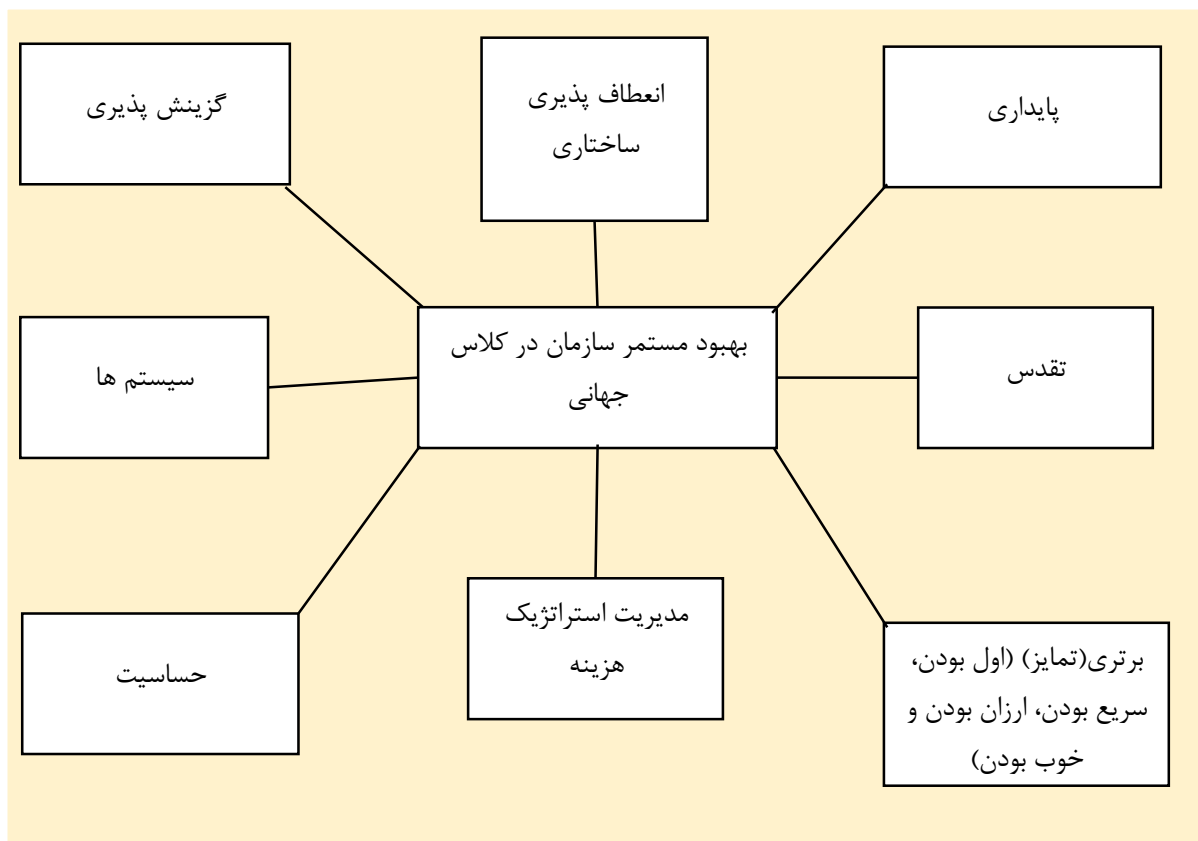 پایداری
انعطاف پذیری
ساختاری
گزینش پذیری
تقدس
بهبود مستمر سازمان در کلاس
جهانی
سیستم ها
برتری(تمایز) (اول بودن،
سریع بودن، ارزان بودن و
خوب بودن)
مدیریت استراتژیک
هزینه
حساسیت